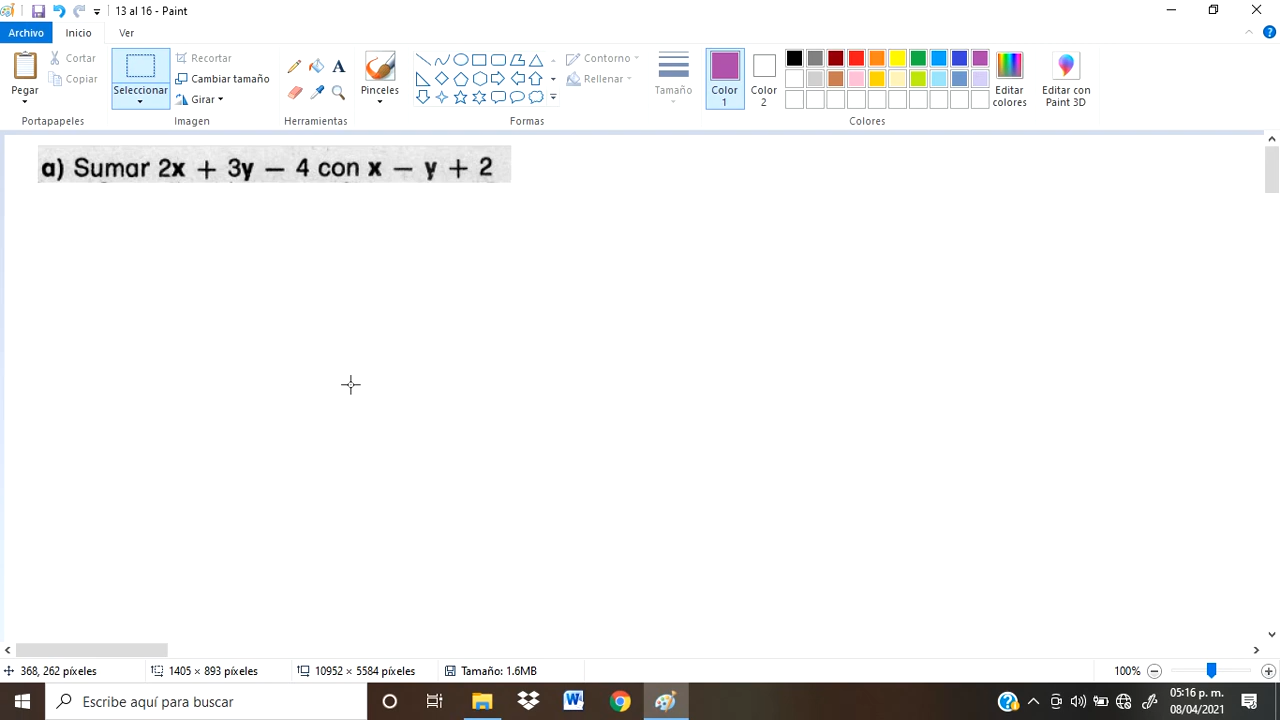 13 al 16 - Paint
Archivo Inicio Ver
Pegar
Cortar
Copiar
Portapapeles
Seleccionar
Recortar
Cambiar tamaño
Girar
Imagen
Herramientas
Pinceles
Contorno
Rellenar
Formas
Tamaño
Color 1
Color 2
Editar colores
Editar con Paint 3D
Colores
a) Sumar 2x + 3y − 4 con x − y + 2
368, 262 píxeles 1405 × 893 píxeles 10952 × 5584 píxeles Tamaño: 1.6MB 100%
Escribe aquí para buscar
05:16 p. m.
08/04/2021